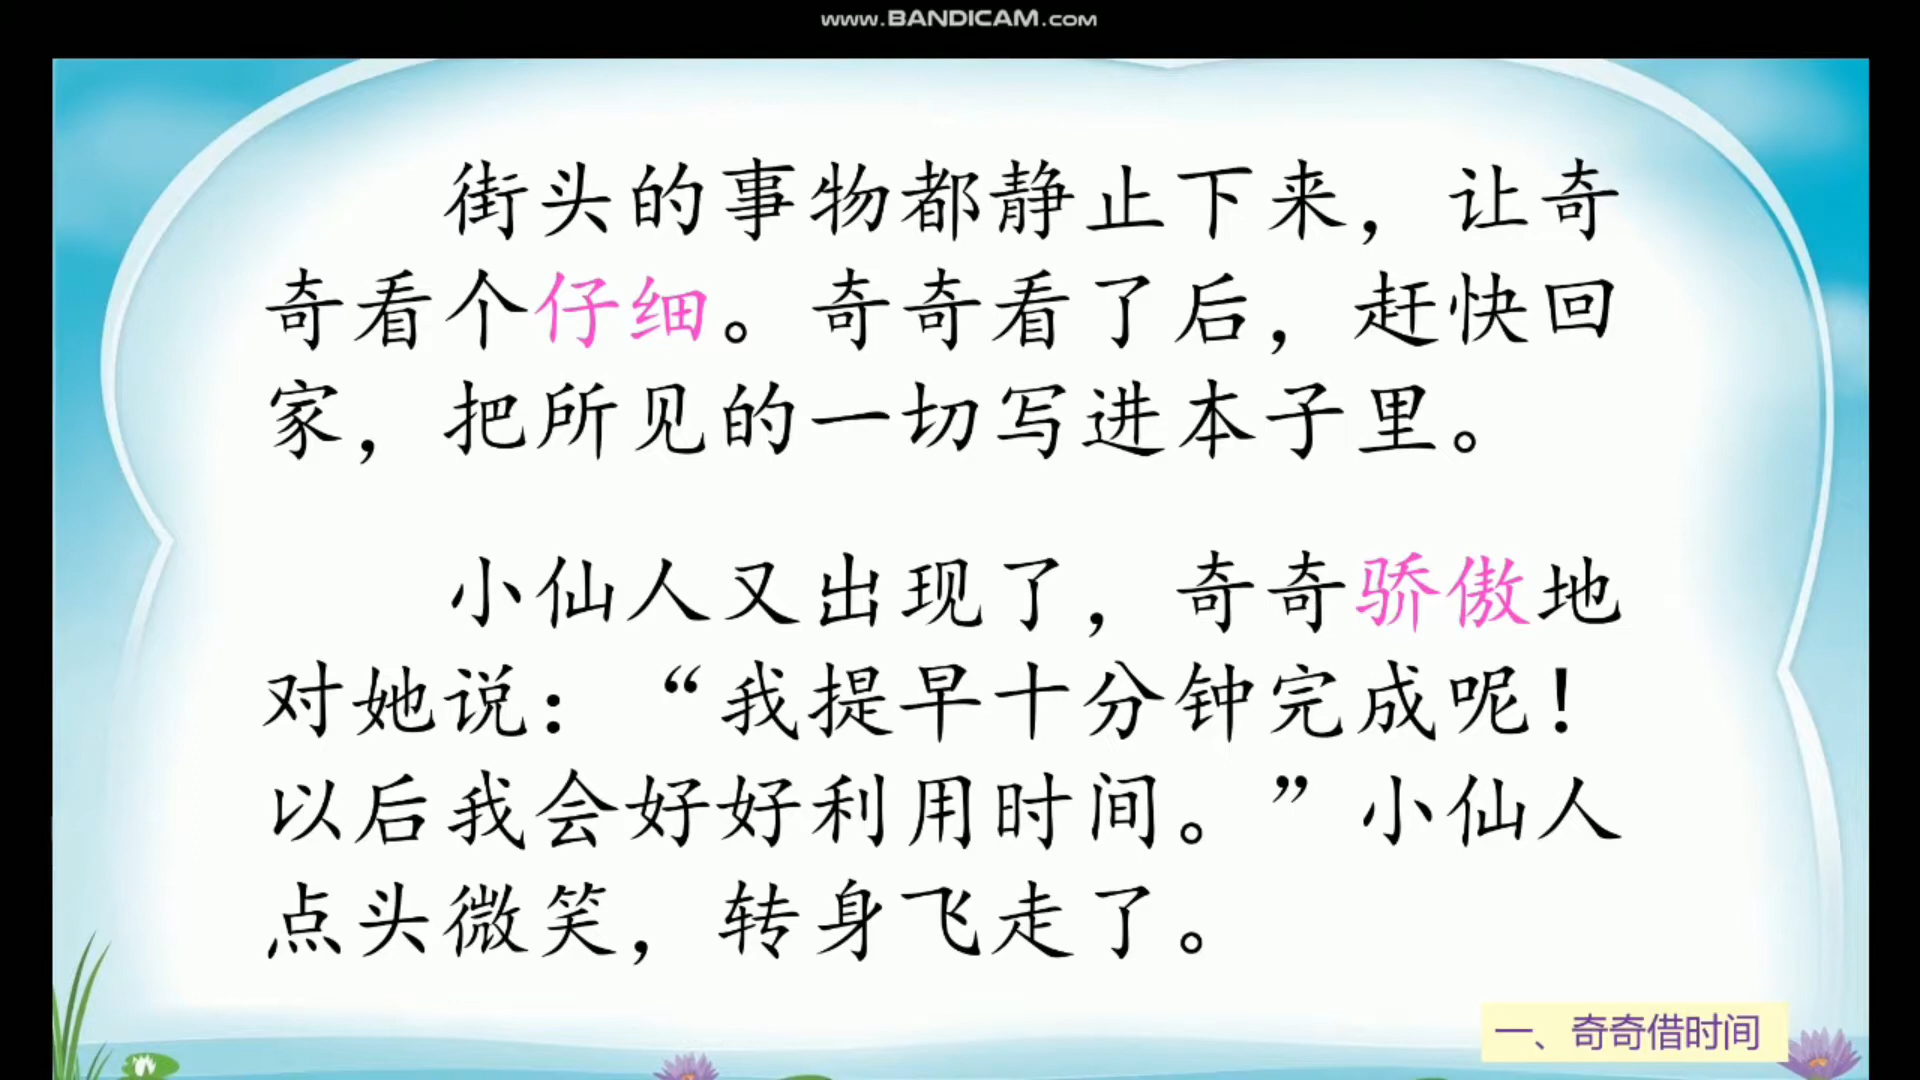 www.BANDICAM.com
街头的事物都静止下来，让奇
奇看个仔细。奇奇看了后，赶快回
家，把所见的一切写进本子里。
小仙人又出现了，奇奇骄傲地
对她说：“我提早十分钟完成呢！
以后我会好好利用时间。”小仙人
点头微笑，转身飞走了。
一、奇奇借时间